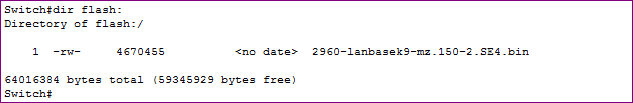 Switch#dir flash:
Directory of flash:/
1 -rw- 4670455 <no date> 2960-lanbasek9-mz.150-2.SE4.bin
64016384 bytes total (59345929 bytes free)
Switch#